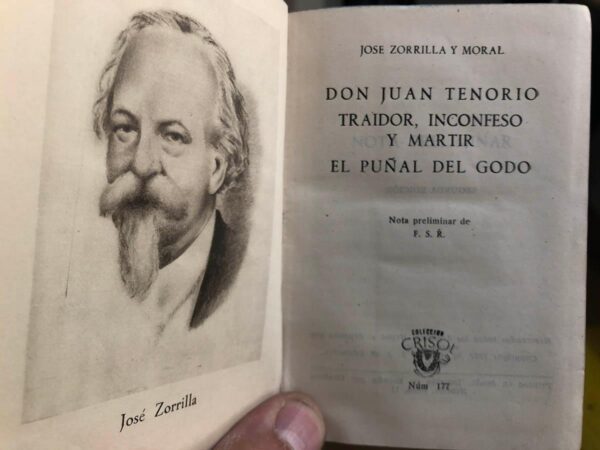 José Zorrilla
JOSE ZORRILLA Y MORAL
DON JUAN TENORIO
TRAIDOR, INCONFESO
Y MARTIR
EL PUÑAL DEL GODO
Nota preliminar de
F. S. R.
COLECCION
CRISOL
Núm 177